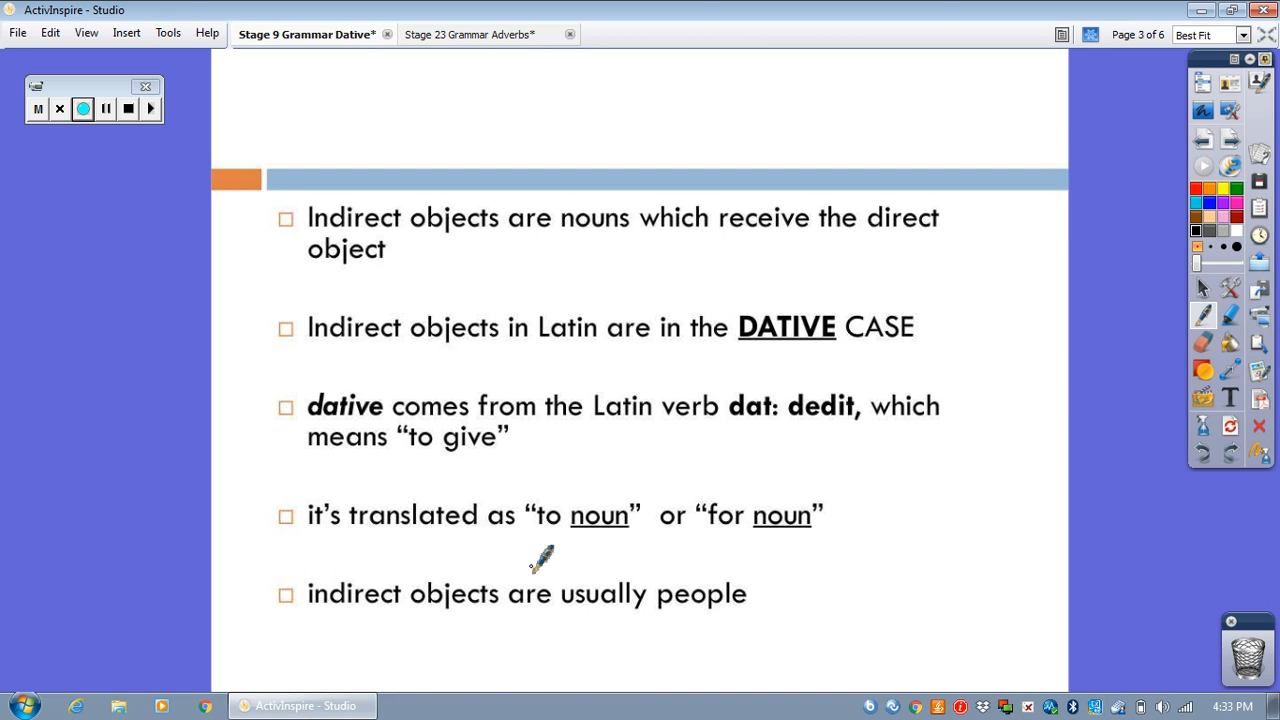 ActivInspire - Studio
File Edit View Insert Tools Help
Stage 9 Grammar Dative* Stage 23 Grammar Adverbs* Page 3 of 6 Best Fit
M
Indirect objects are nouns which receive the direct
object
Indirect objects in Latin are in the DATIVE CASE
dative comes from the Latin verb dat: dedit, which
means “to give”
it’s translated as “to noun” or “for noun”
indirect objects are usually people
T
ActivInspire - Studio
4:33 PM